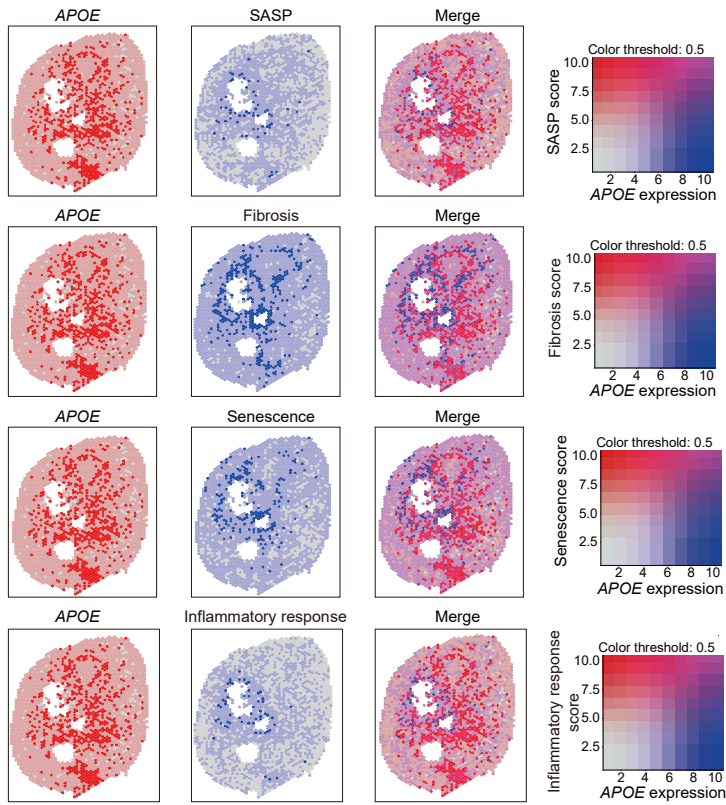 APOE
SASP
Merge
Color threshold: 0.5
SASP score
10.0
7.5
5.0
2.5
2 4 6 8 10
APOE expression
APOE
Fibrosis
Merge
Color threshold: 0.5
Fibrosis score
10.0
7.5
5.0
2.5
2 4 6 8 10
APOE expression
APOE
Senescence
Merge
Color threshold: 0.5
Senescence score
10.0
7.5
5.0
2.5
2 4 6 8 10
APOE expression
APOE
Inflammatory response
Merge
Color threshold: 0.5
Inflammatory response
score
10.0
7.5
5.0
2.5
2 4 6 8 10
APOE expression